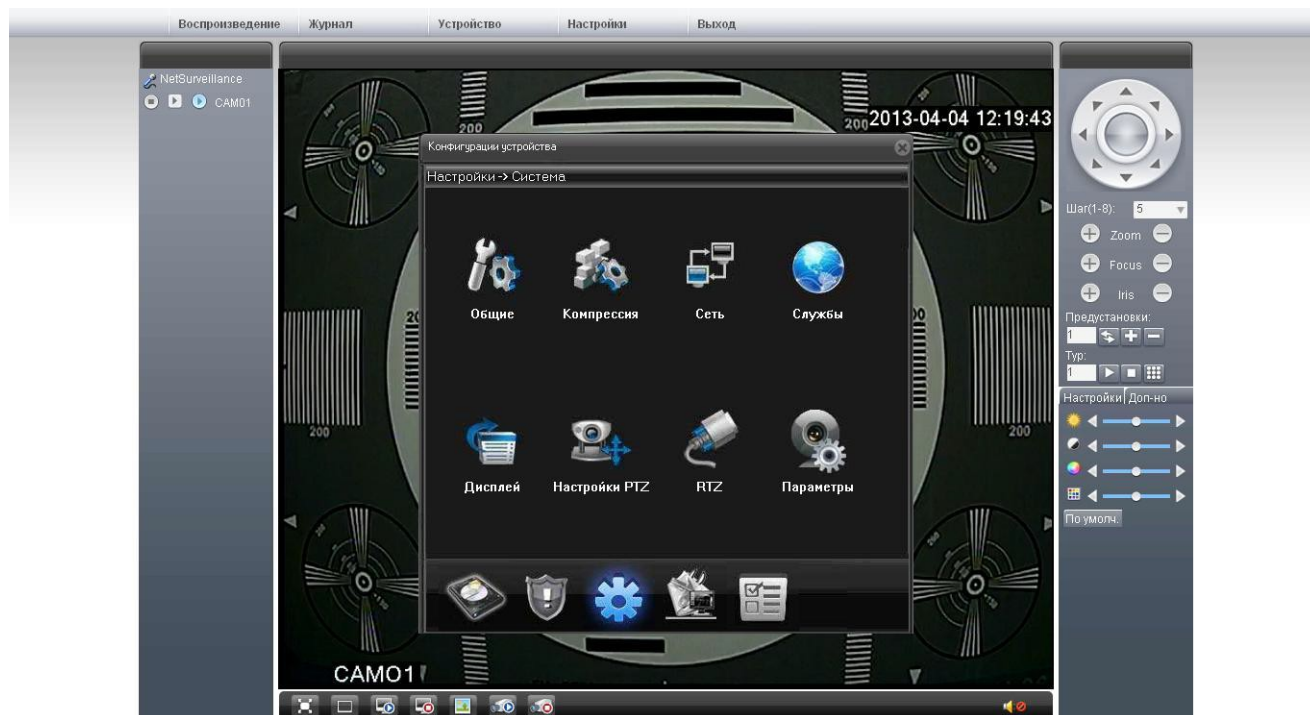 Воспроизведение Журнал Устройство Настройки Выход
NetSurveillance
CAM01
2013-04-04 12:19:43
200
200
Конфигурации устройства
Настройки -> Система
Общие Компрессия Сеть Службы
Дисплей Настройки PTZ RTZ Параметры
200
200
CAM01
Шаг(1-8): 5
Zoom
Focus
Iris
Предустановки:
1
Тур:
1
Настройки Доп-но
По умолч.